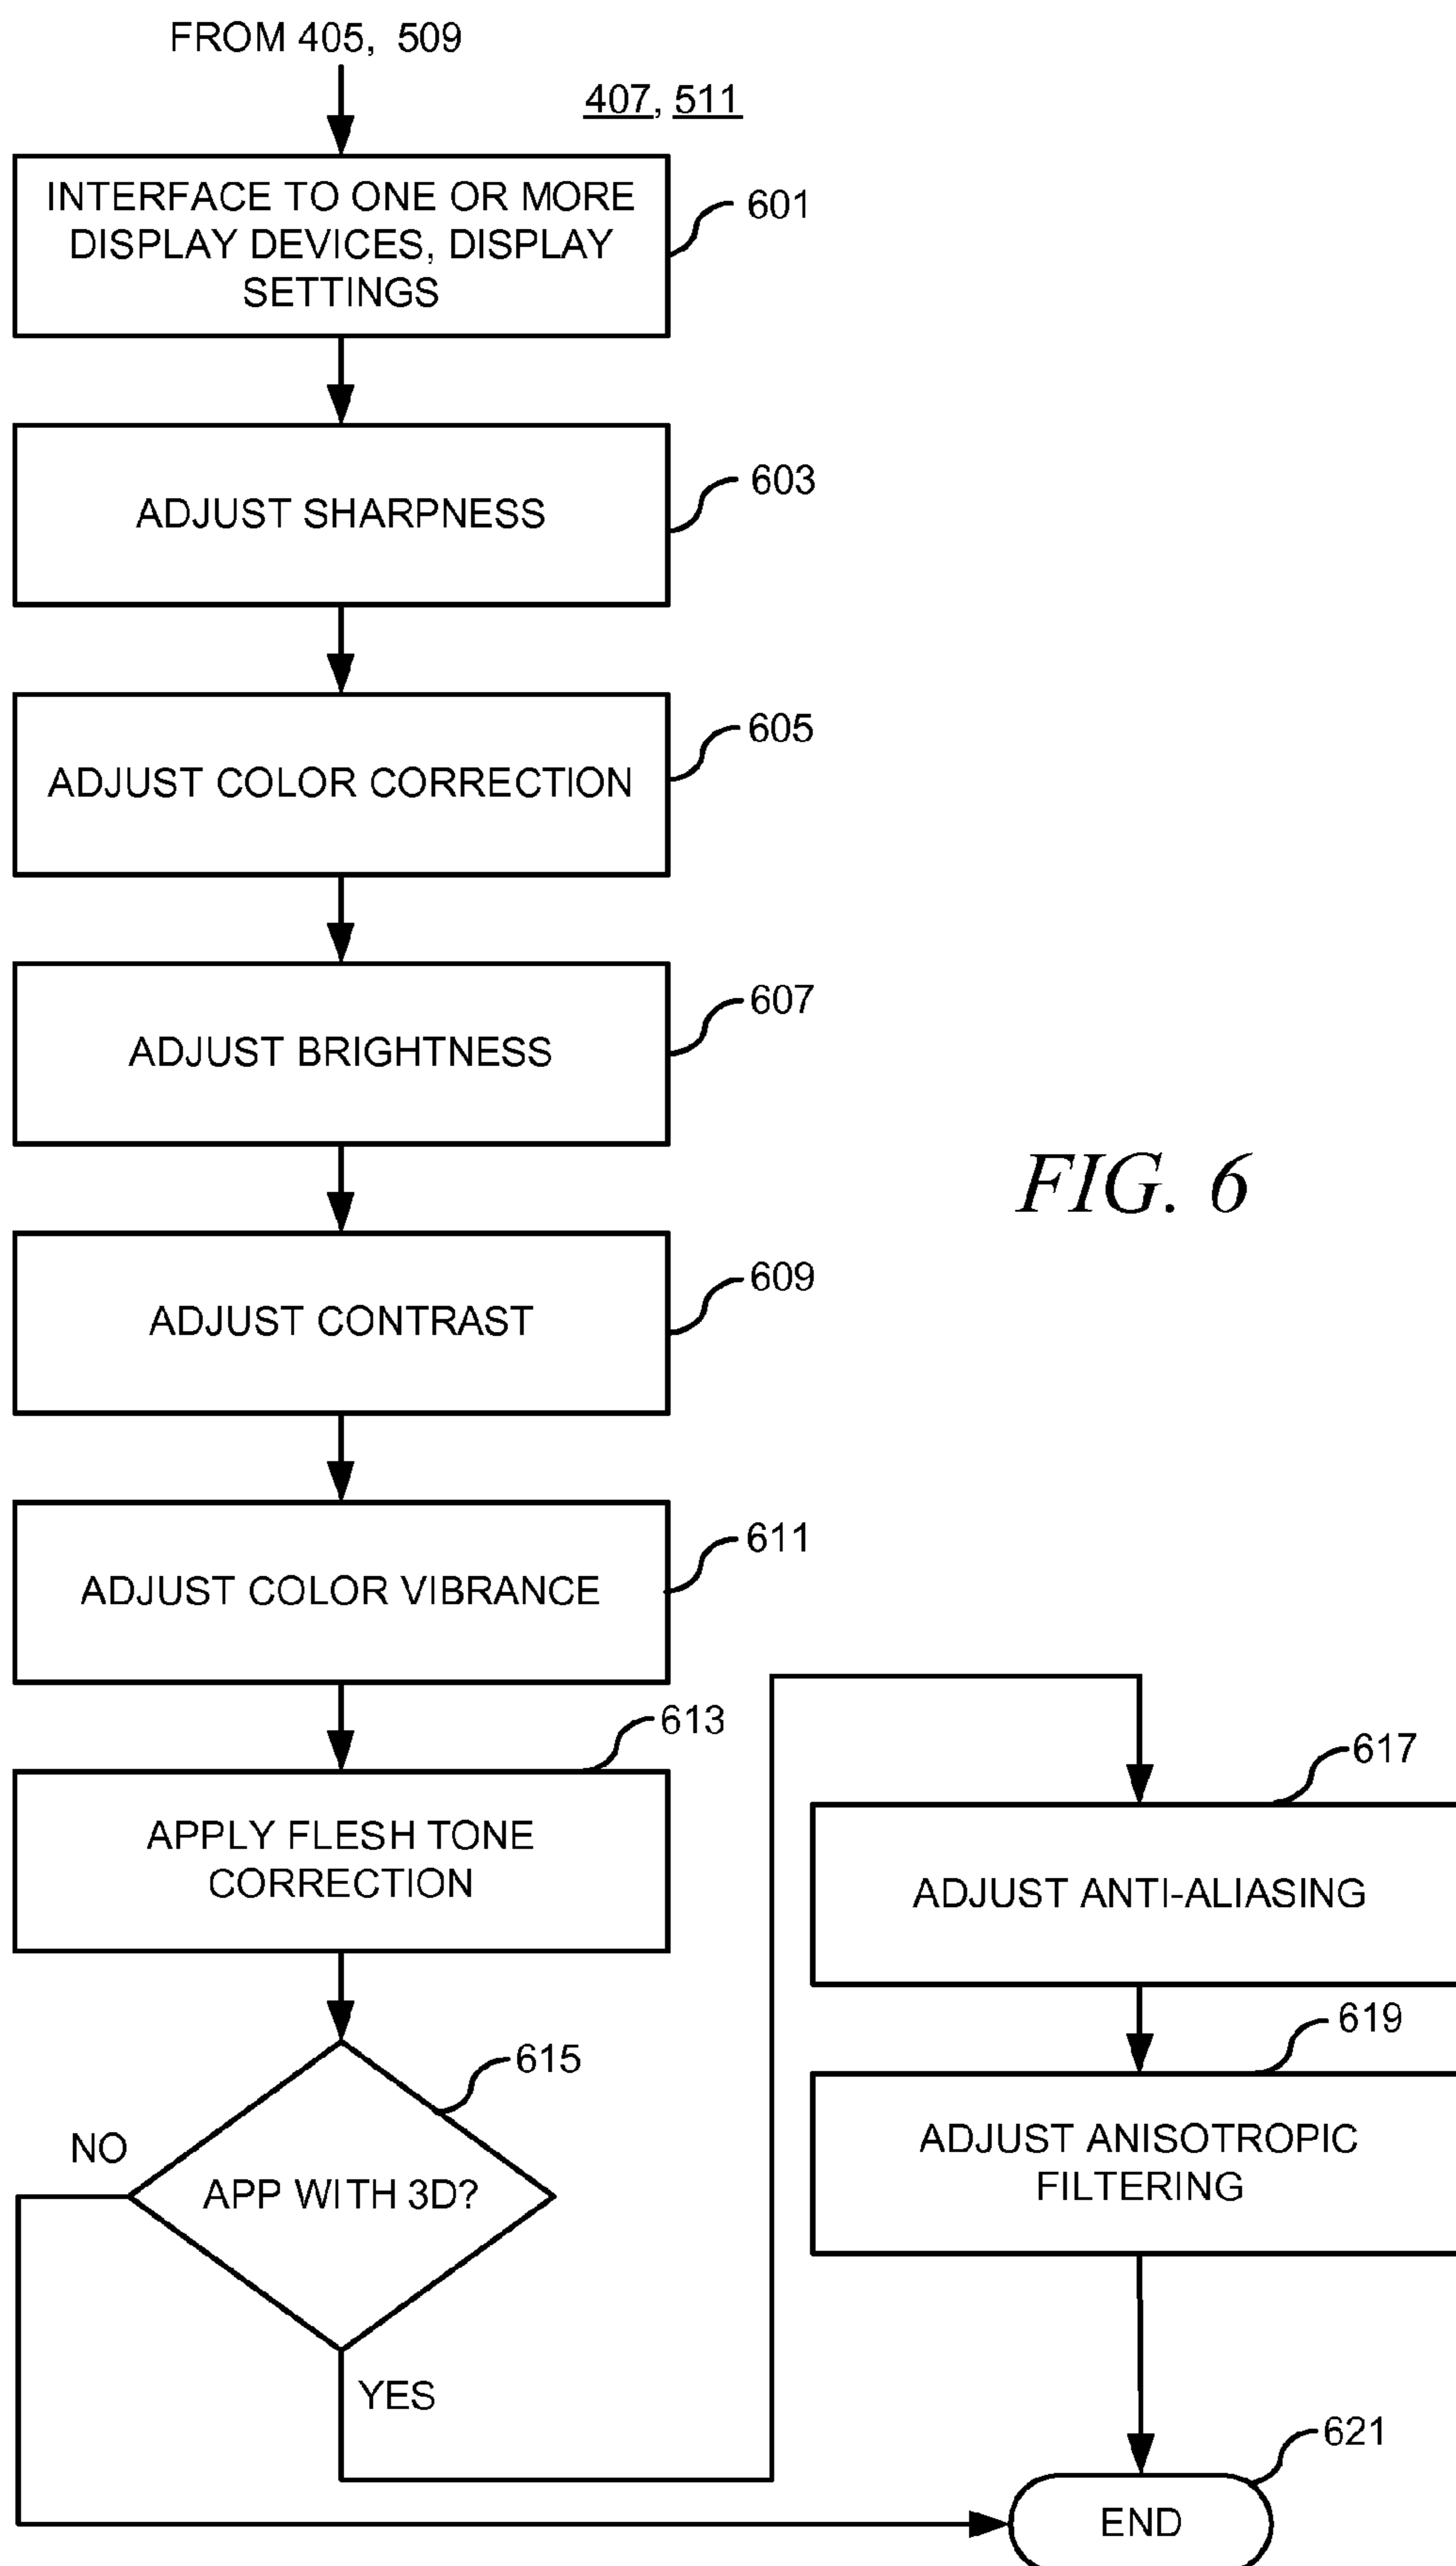 FROM 405, 509
407, 511
INTERFACE TO ONE OR MORE
DISPLAY DEVICES, DISPLAY
SETTINGS
601
ADJUST SHARPNESS
603
ADJUST COLOR CORRECTION
605
ADJUST BRIGHTNESS
607
FIG. 6
ADJUST CONTRAST
609
ADJUST COLOR VIBRANCE
611
APPLY FLESH TONE
CORRECTION
613
APP WITH 3D?
615
NO
YES
ADJUST ANTI-ALIASING
617
ADJUST ANISOTROPIC
FILTERING
619
END
621